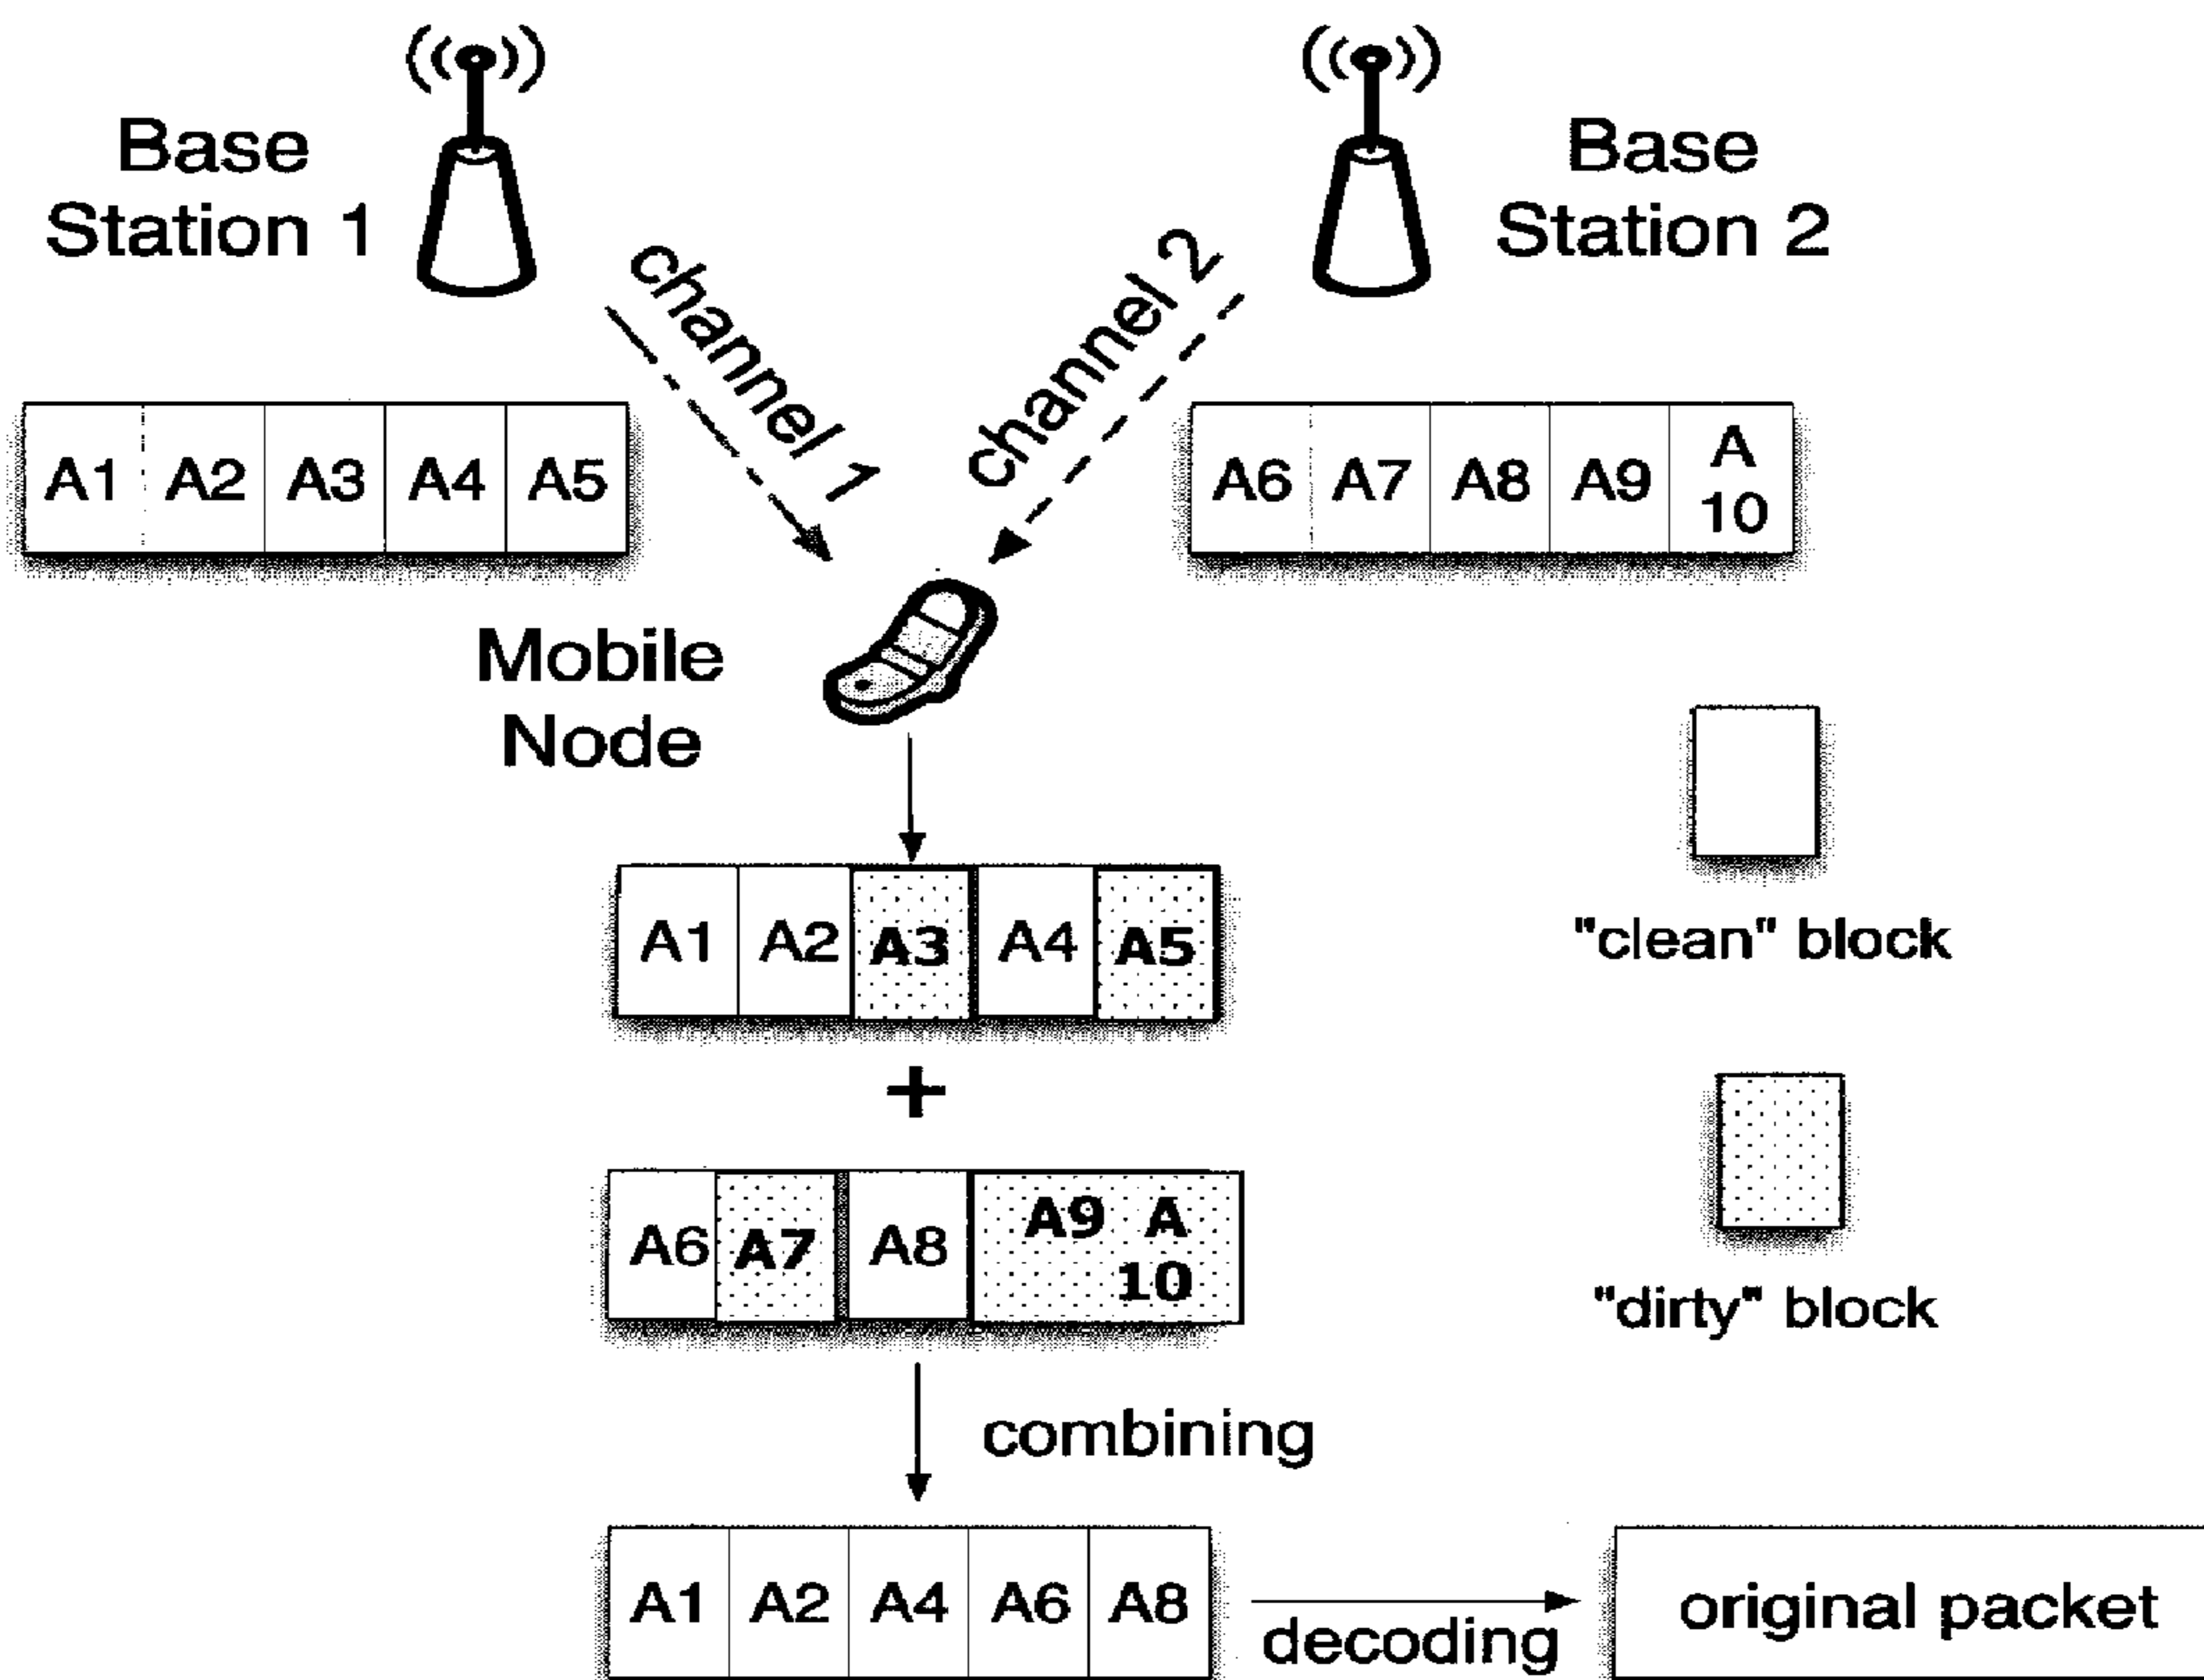 Base
Station 1
Base
Station 2
channel 1
channel 2
A1 A2 A3 A4 A5
A6 A7 A8 A9 A
10
Mobile
Node
A1 A2 A3 A4 A5
"clean" block
+
A6 A7 A8 A9 A
10
"dirty" block
combining
A1 A2 A4 A6 A8
decoding
original packet